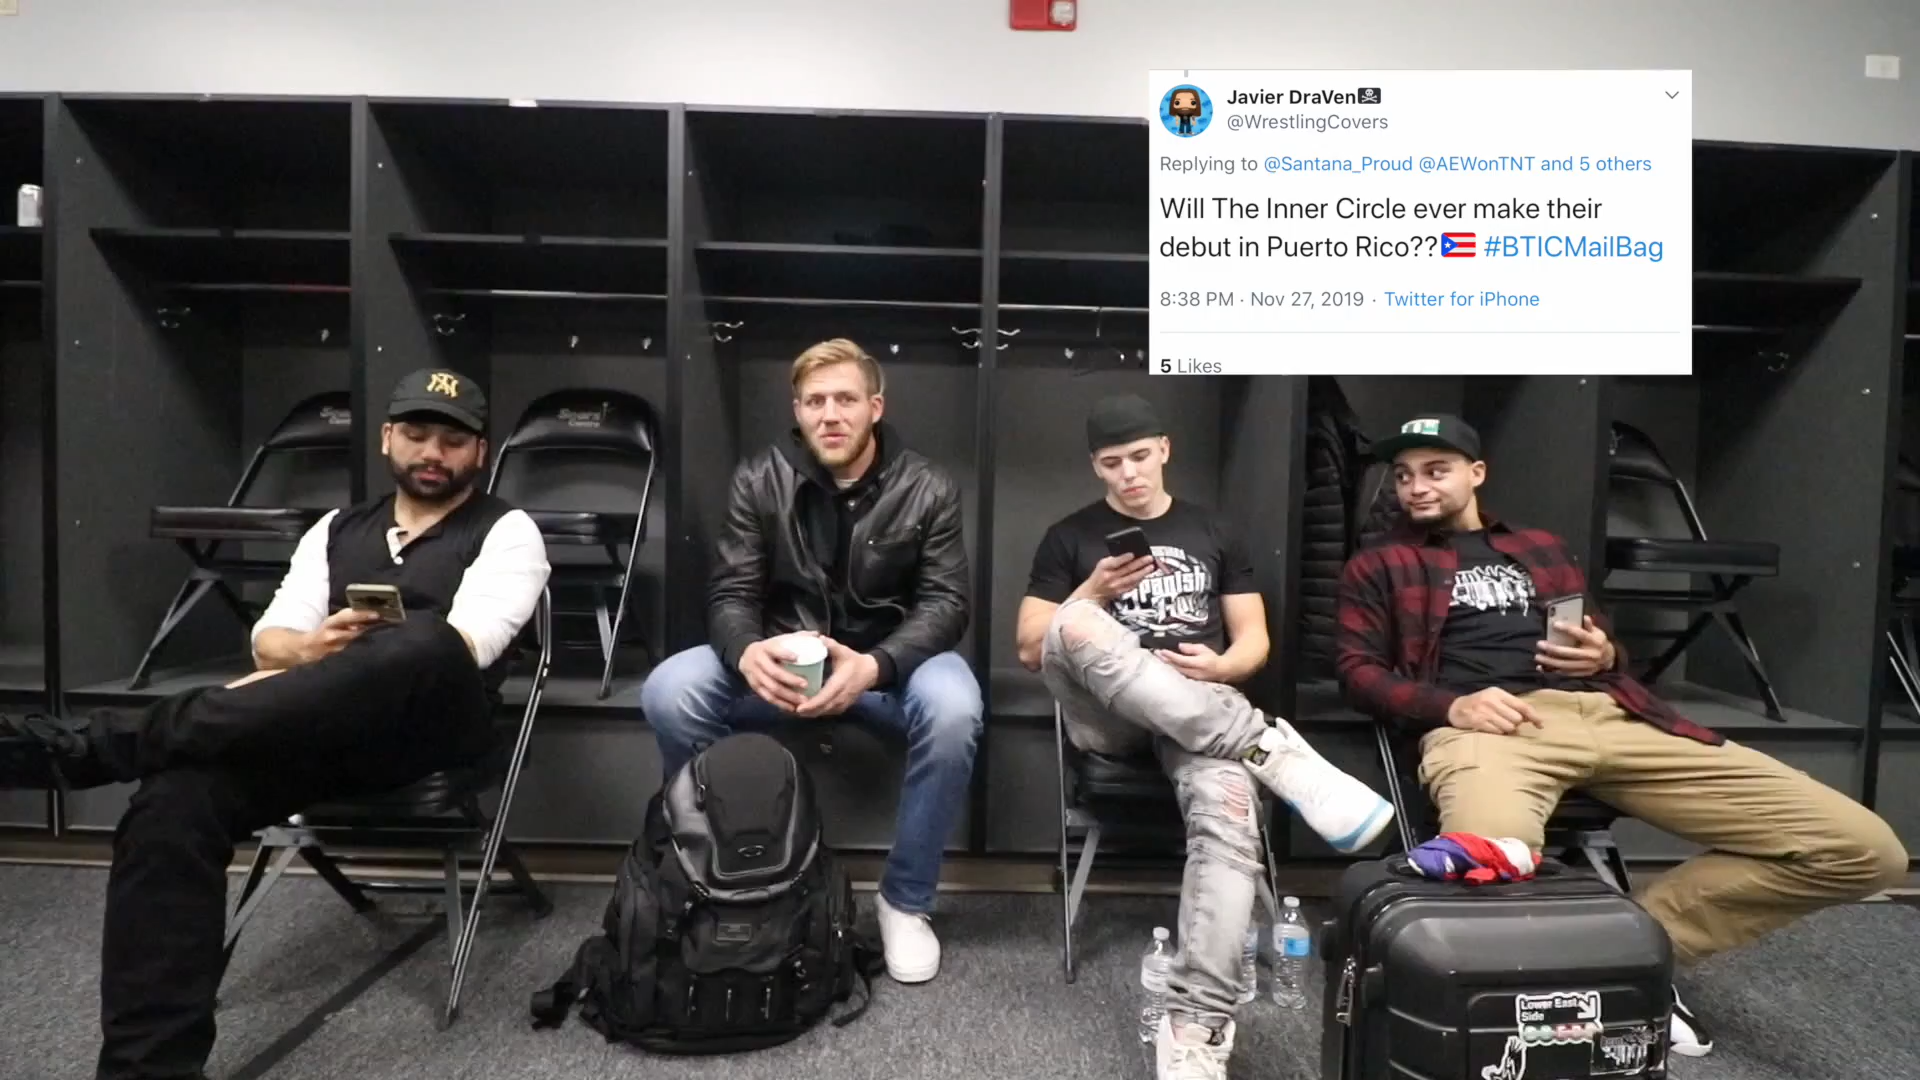 Javier DraVen
@WrestlingCovers
Replying to @Santana_Proud @AEWonTNT and 5 others
Will The Inner Circle ever make their
debut in Puerto Rico??🇵🇷 #BTICMailBag
8:38 PM · Nov 27, 2019 · Twitter for iPhone
5 Likes
Spanish
Lower East
Side